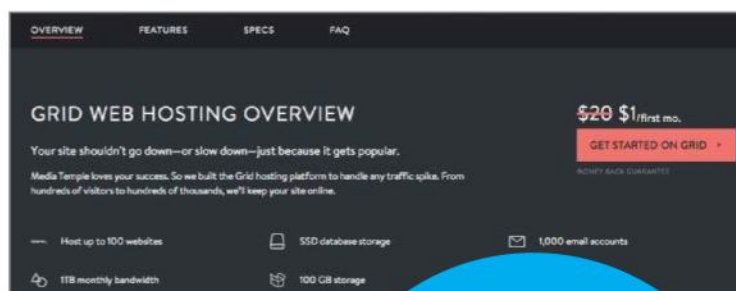 OVERVIEW FEATURES SPECS FAQ
GRID WEB HOSTING OVERVIEW
$20 $1/first mo.
Your site shouldn't go down—or slow down—just because it gets popular.
GET STARTED ON GRID >
MONEY BACK GUARANTEE
Media Temple loves your success. So we built the Grid hosting platform to handle any traffic spike. From
hundreds of visitors to hundreds of thousands, we'll keep your site online.
Host up to 100 websites SSD database storage 1,000 email accounts
1TB monthly bandwidth 100 GB storage